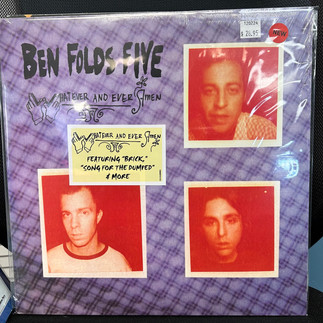 BEN FOLDS FIVE
WHATEVER AND EVER AMEN
WHATEVER AND EVER AMEN
FEATURING "BRICK,"
"SONG FOR THE DUMPED"
& MORE
$26.95
NEW